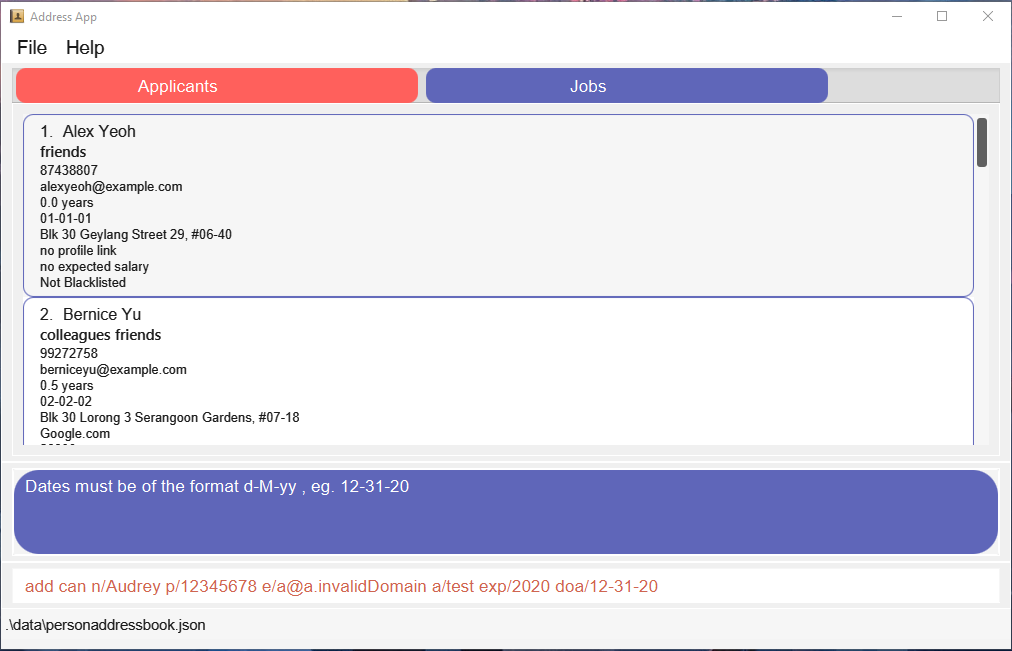 Address App
File Help
Applicants Jobs
1. Alex Yeoh
friends
87438807
alexyeoh@example.com
0.0 years
01-01-01
Blk 30 Geylang Street 29, #06-40
no profile link
no expected salary
Not Blacklisted
2. Bernice Yu
colleagues friends
99272758
berniceyu@example.com
0.5 years
02-02-02
Blk 30 Lorong 3 Serangoon Gardens, #07-18
Google.com
Dates must be of the format d-M-yy , eg. 12-31-20
add can n/Audrey p/12345678 e/a@a.invalidDomain a/test exp/2020 doa/12-31-20
.\data\personaddressbook.json